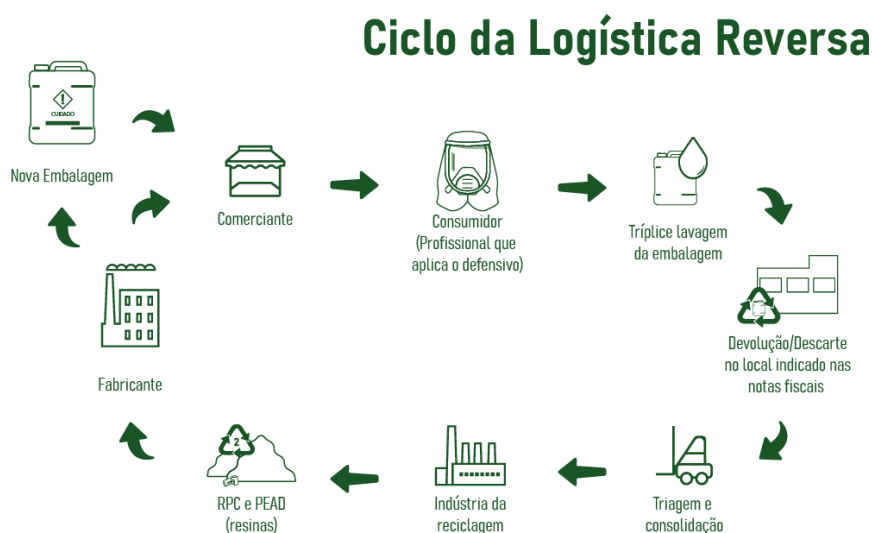 Ciclo da Logística Reversa
CUIDADO
Nova Embalagem
Comerciante
Consumidor
(Profissional que
aplica o defensivo)
Tríplice lavagem
da embalagem
Devolução/Descarte
no local indicado nas
notas fiscais
Fabricante
2
RPC e PEAD
(resinas)
Indústria da
reciclagem
Triagem e
consolidação